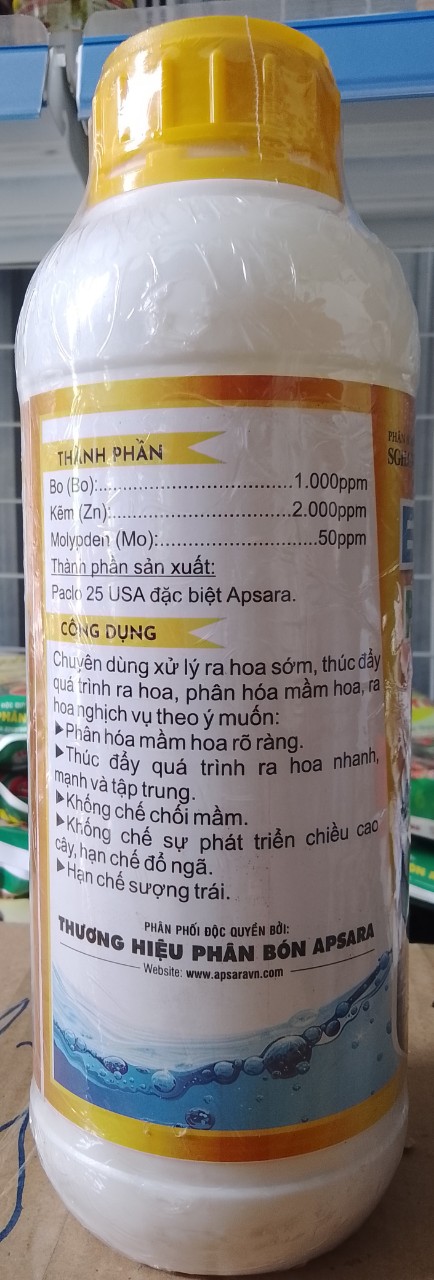 THÀNH PHẦN
Bo (Bo):................................1.000ppm
Kẽm (Zn):..............................2.000ppm
Molypden (Mo):.........................50ppm
Thành phần sản xuất:
Paclo 25 USA đặc biệt Apsara.
CÔNG DỤNG
Chuyên dùng xử lý ra hoa sớm, thúc đẩy
quá trình ra hoa, phân hóa mầm hoa, ra
hoa nghịch vụ theo ý muốn:
▶Phân hóa mầm hoa rõ ràng.
▶Thúc đẩy quá trình ra hoa nhanh,
mạnh và tập trung.
▶Khống chế chồi mầm.
▶Khống chế sự phát triển chiều cao
cây, hạn chế đổ ngã.
▶Hạn chế sượng trái.
PHÂN PHỐI ĐỘC QUYỀN BỞI:
THƯƠNG HIỆU PHÂN BÓN APSARA
Website: www.apsaravn.com
PHÂN